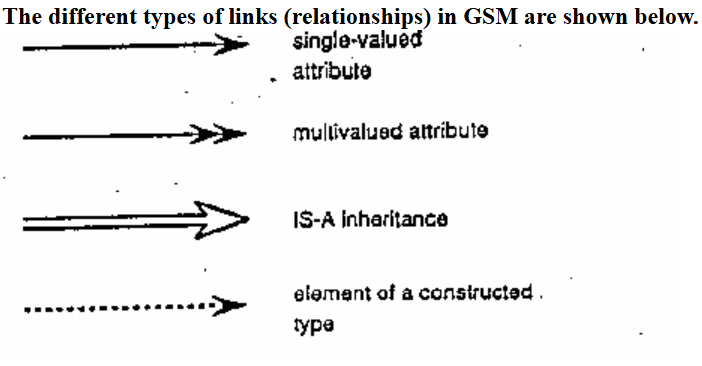 The different types of links (relationships) in GSM are shown below.
single-valued
attribute
multivalued attribute
IS-A inheritance
element of a constructed
type